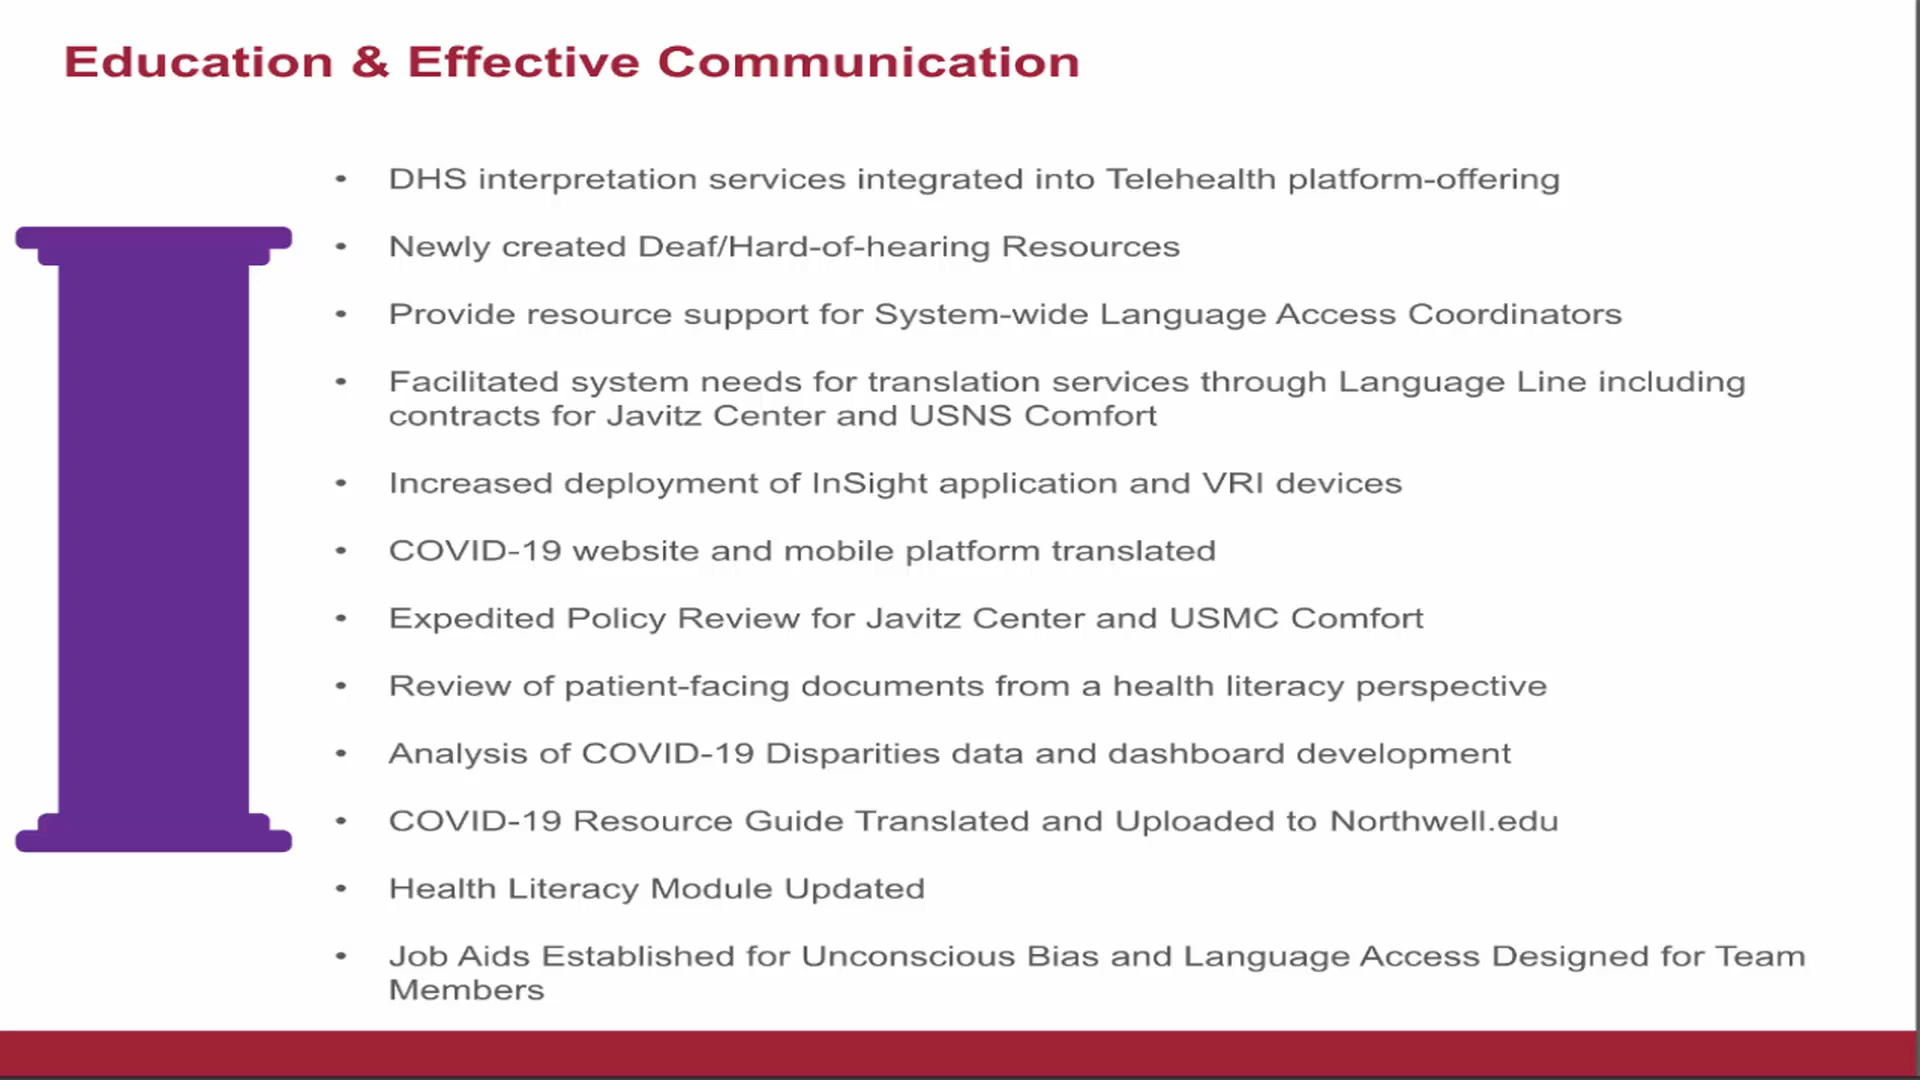 Education & Effective Communication
• DHS interpretation services integrated into Telehealth platform-offering
• Newly created Deaf/Hard-of-hearing Resources
• Provide resource support for System-wide Language Access Coordinators
• Facilitated system needs for translation services through Language Line including
contracts for Javitz Center and USNS Comfort
• Increased deployment of InSight application and VRI devices
• COVID-19 website and mobile platform translated
• Expedited Policy Review for Javitz Center and USMC Comfort
• Review of patient-facing documents from a health literacy perspective
• Analysis of COVID-19 Disparities data and dashboard development
• COVID-19 Resource Guide Translated and Uploaded to Northwell.edu
• Health Literacy Module Updated
• Job Aids Established for Unconscious Bias and Language Access Designed for Team
Members